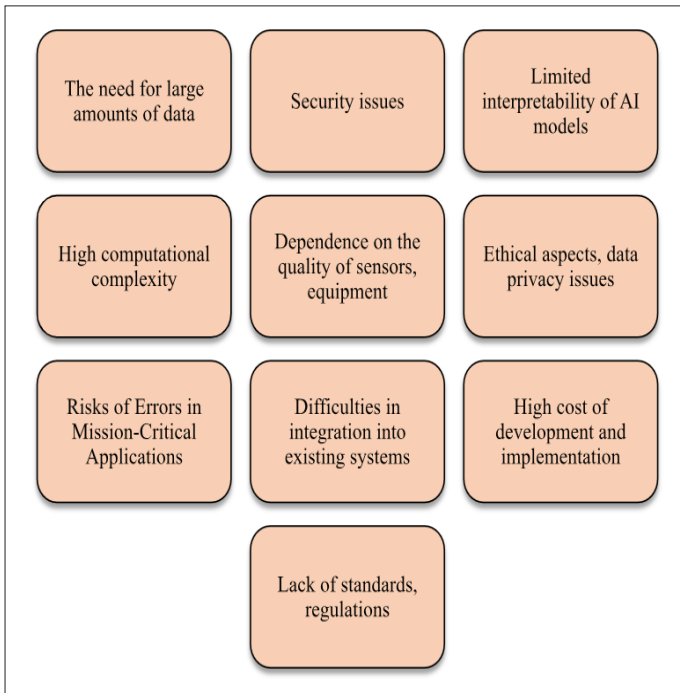 The need for large
amounts of data
Security issues
Limited
interpretability of AI
models
High computational
complexity
Dependence on the
quality of sensors,
equipment
Ethical aspects, data
privacy issues
Risks of Errors in
Mission-Critical
Applications
Difficulties in
integration into
existing systems
High cost of
development and
implementation
Lack of standards,
regulations